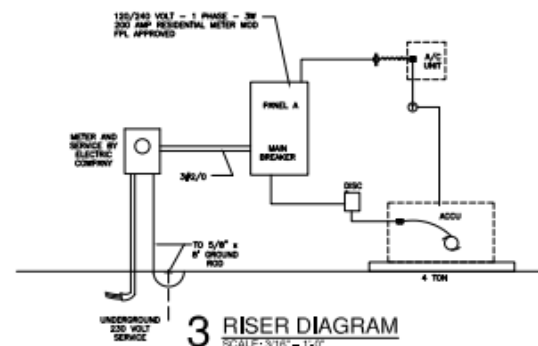 120/240 VOLT - 1 PHASE - 3W
200 AMP RESIDENTIAL METER MOD
FPL APPROVED
A/C
UNIT
PANEL A
METER AND
SERVICE BY
ELECTRIC
COMPANY
MAIN
BREAKER
3#2/0
DISC
ACCU
TO 5/8" x
8' GROUND
ROD
4 TON
UNDERGROUND
230 VOLT
SERVICE
3 RISER DIAGRAM
SCALE: 3/16" = 1'-0"